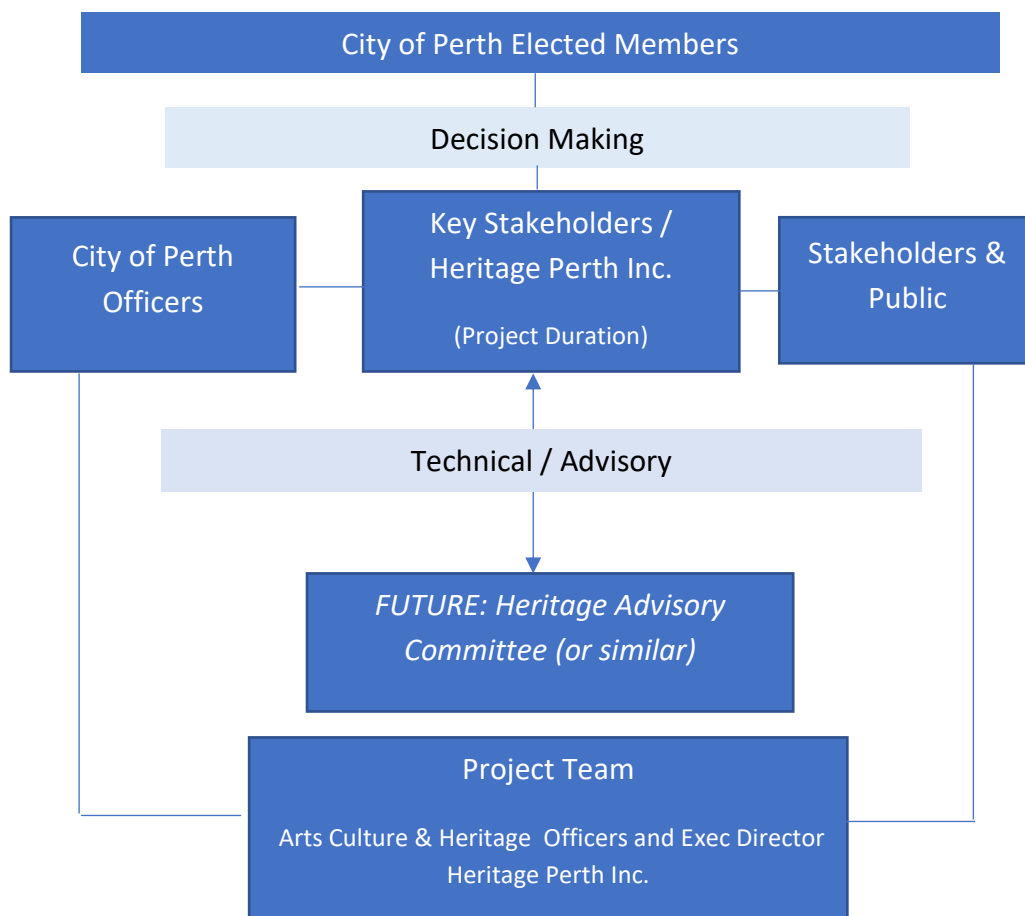 City of Perth Elected Members
Decision Making
City of Perth
Officers
Key Stakeholders /
Heritage Perth Inc.
(Project Duration)
Stakeholders &
Public
Technical / Advisory
FUTURE: Heritage Advisory
Committee (or similar)
Project Team
Arts Culture & Heritage  Officers and Exec Director
Heritage Perth Inc.